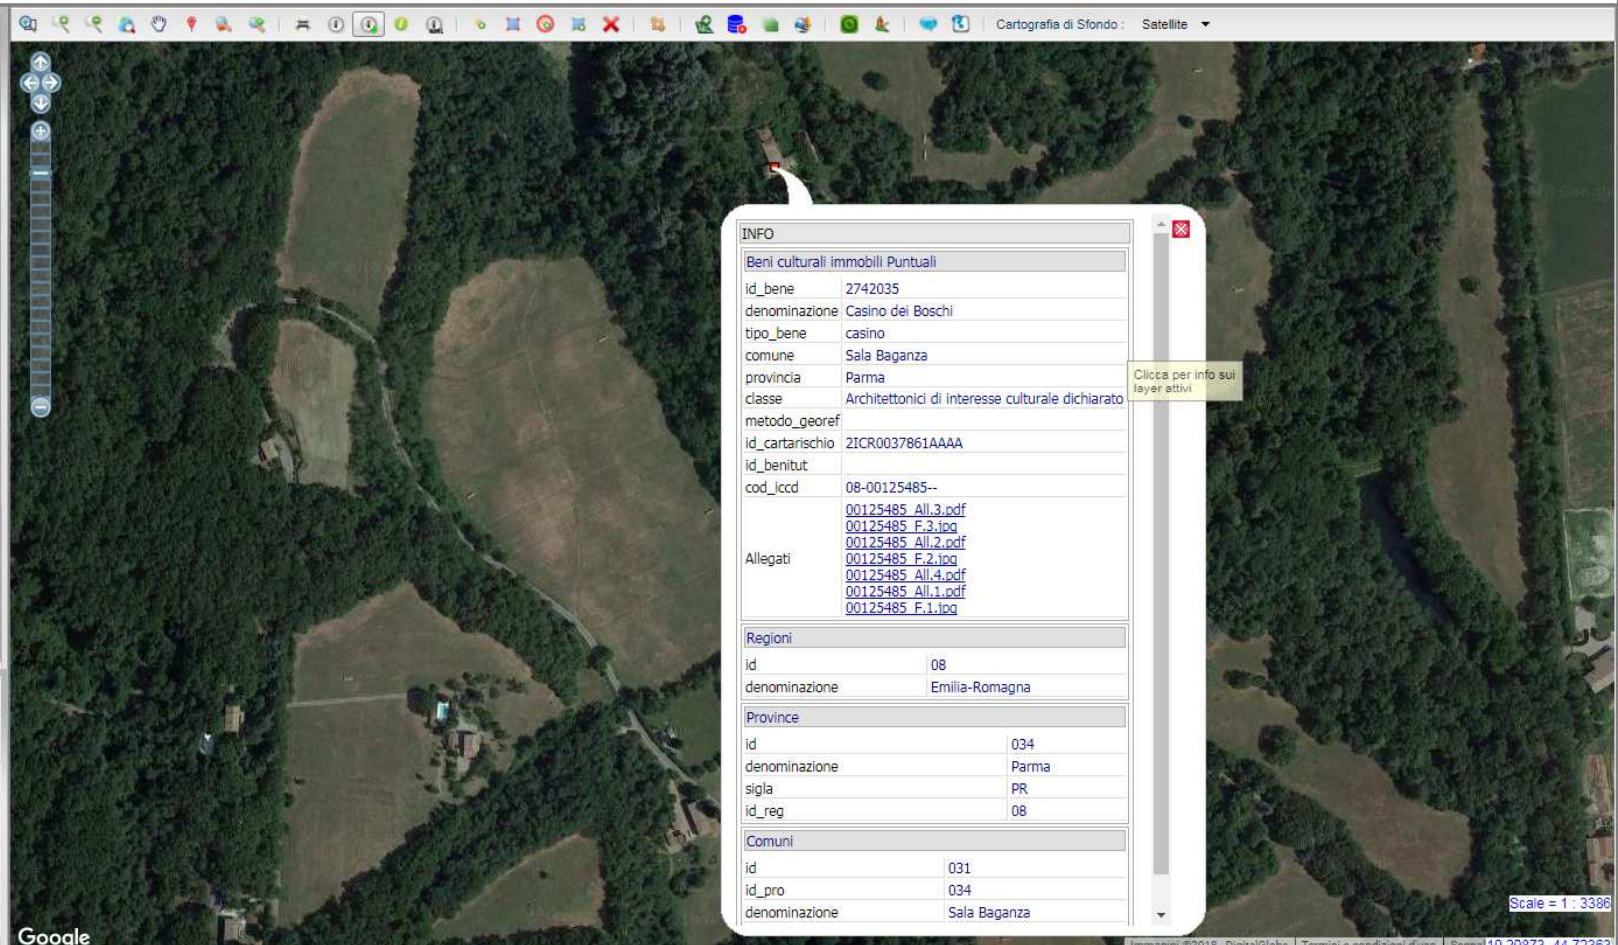 Cartografia di Sfondo : Satellite
INFO
Beni culturali immobili Puntuali
id_bene 2742035
denominazione Casino dei Boschi
tipo_bene casino
comune Sala Baganza
provincia Parma
classe Architettonici di interesse culturale dichiarato
metodo_georef
id_cartarischio 2ICR0037861AAAA
id_benitut
cod_iccd 08-00125485--
Allegati
00125485_All.3.pdf
00125485_F.3.jpg
00125485_All.2.pdf
00125485_F.2.jpg
00125485_All.4.pdf
00125485_All.1.pdf
00125485_F.1.jpg
Clicca per info sui
layer attivi
Regioni
id 08
denominazione Emilia-Romagna
Province
id 034
denominazione Parma
sigla PR
id_reg 08
Comuni
id 031
id_pro 034
denominazione Sala Baganza
Scale = 1 : 3386
Google